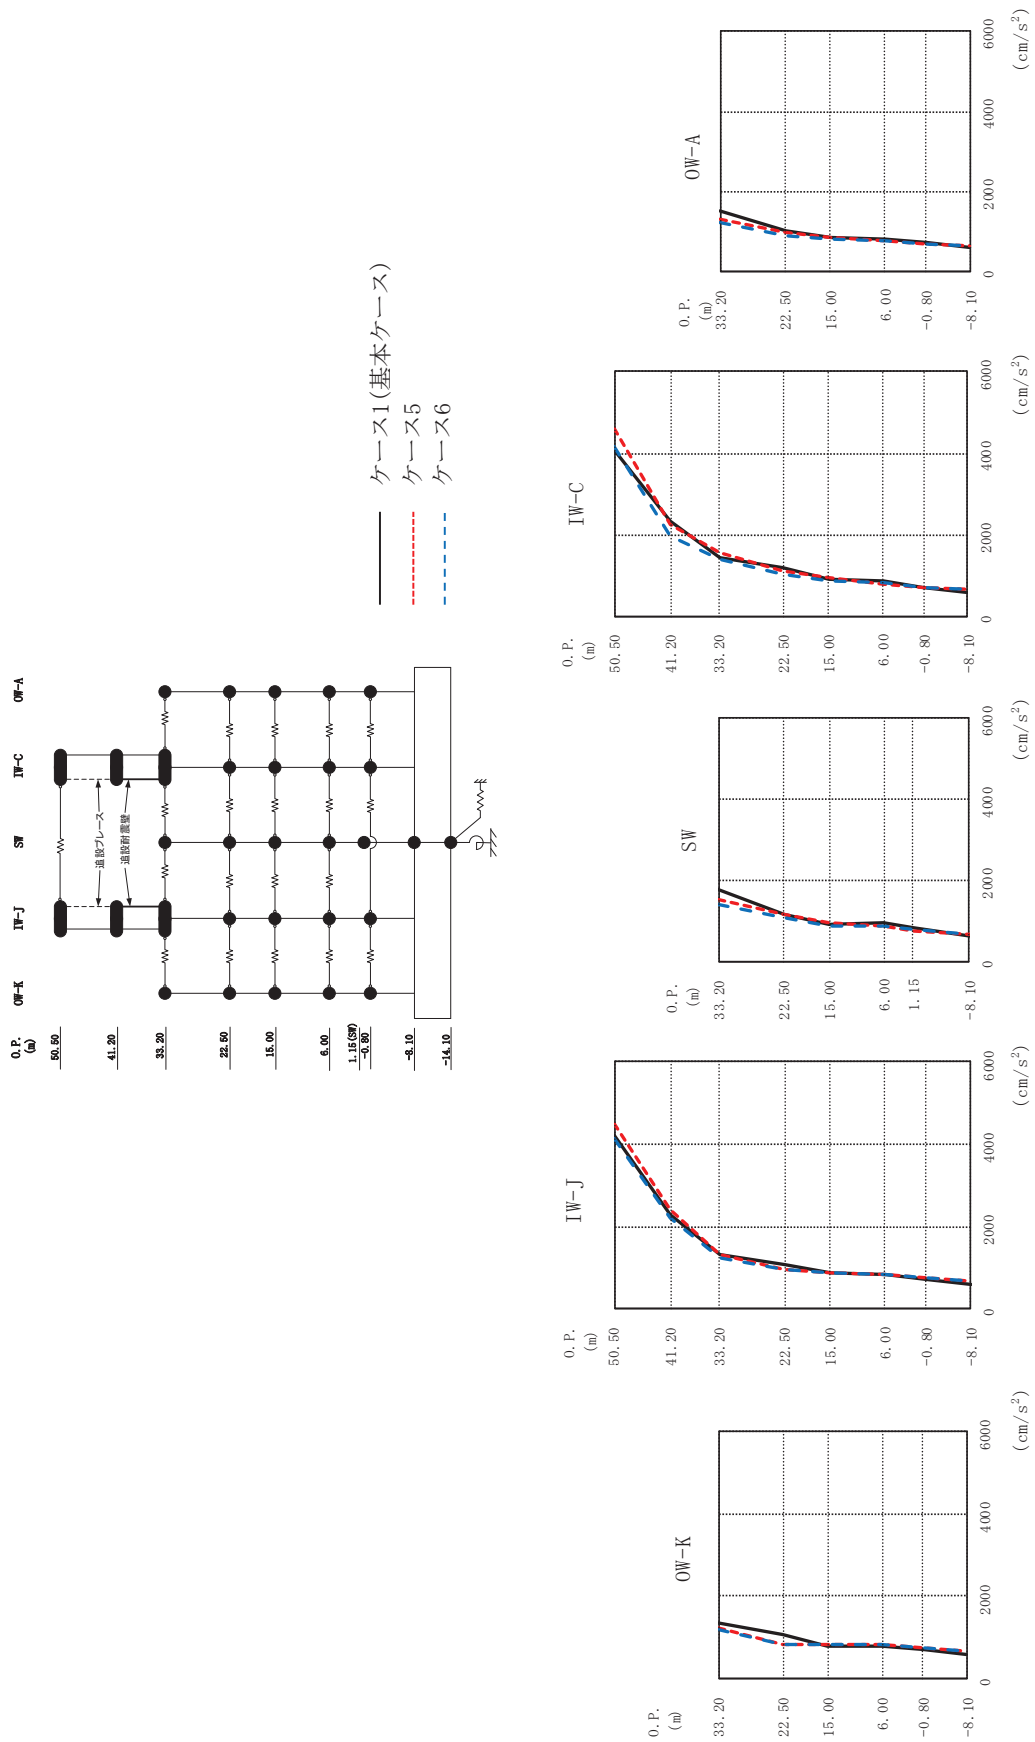 O.P.
(m)
OW-K
IW-J
SW
IW-C
OW-A
50.50
41.20
33.20
22.50
15.00
6.00
1.15(SW)
-0.80
-8.10
-14.10
追設ブレース
追設耐震壁
ケース1(基本ケース)
ケース5
ケース6
OW-K
O.P.
(m)
33.20
22.50
15.00
6.00
-0.80
-8.10
0
2000
4000
6000
(cm/s²)
IW-J
O.P.
(m)
50.50
41.20
33.20
22.50
15.00
6.00
-0.80
-8.10
0
2000
4000
6000
(cm/s²)
SW
O.P.
(m)
33.20
22.50
15.00
6.00
1.15
-8.10
0
2000
4000
6000
(cm/s²)
IW-C
O.P.
(m)
50.50
41.20
33.20
22.50
15.00
6.00
-0.80
-8.10
0
2000
4000
6000
(cm/s²)
OW-A
O.P.
(m)
33.20
22.50
15.00
6.00
-0.80
-8.10
0
2000
4000
6000
(cm/s²)